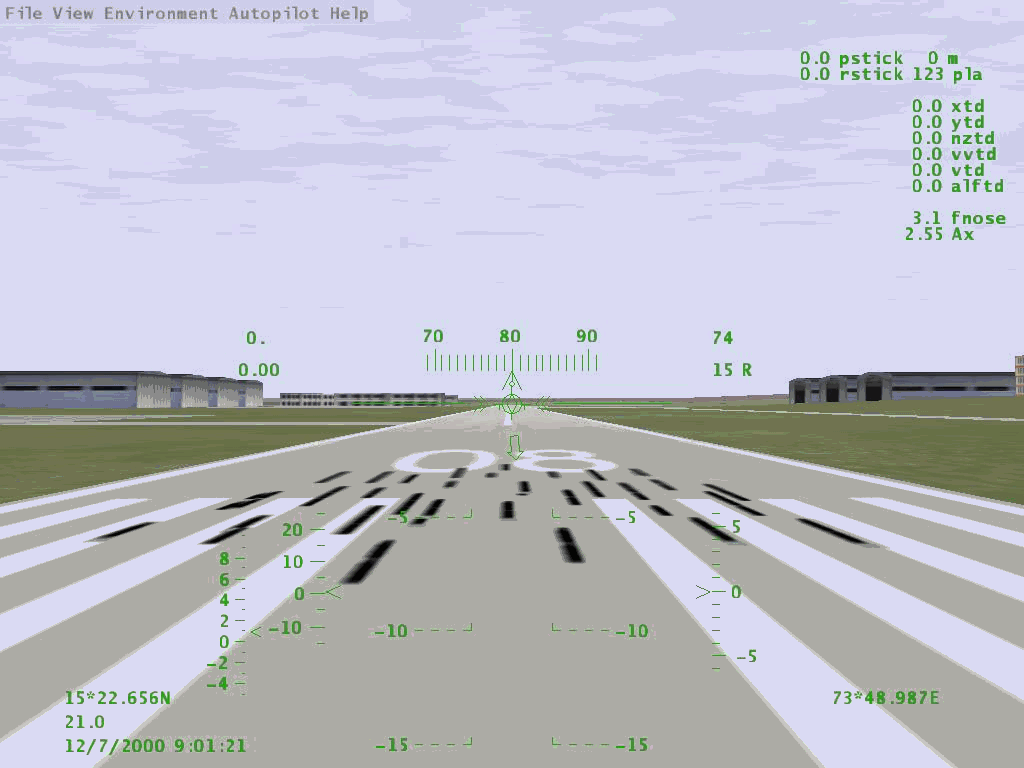 File View Environment Autopilot Help
0.0 pstick 0 m
0.0 rstick 123 pla
0.0 xtd
0.0 ytd
0.0 nztd
0.0 vvtd
0.0 vtd
0.0 alftd
3.1 fnose
2.55 Ax
0. 70 80 90 74
0.00 15 R
08
-5 -5
20 5
8 10
6
4 0 0
2
0 -10 -10 -10
-2 -5
-4
15*22.656N 73*48.987E
21.0
12/7/2000 9:01:21 -15 -15